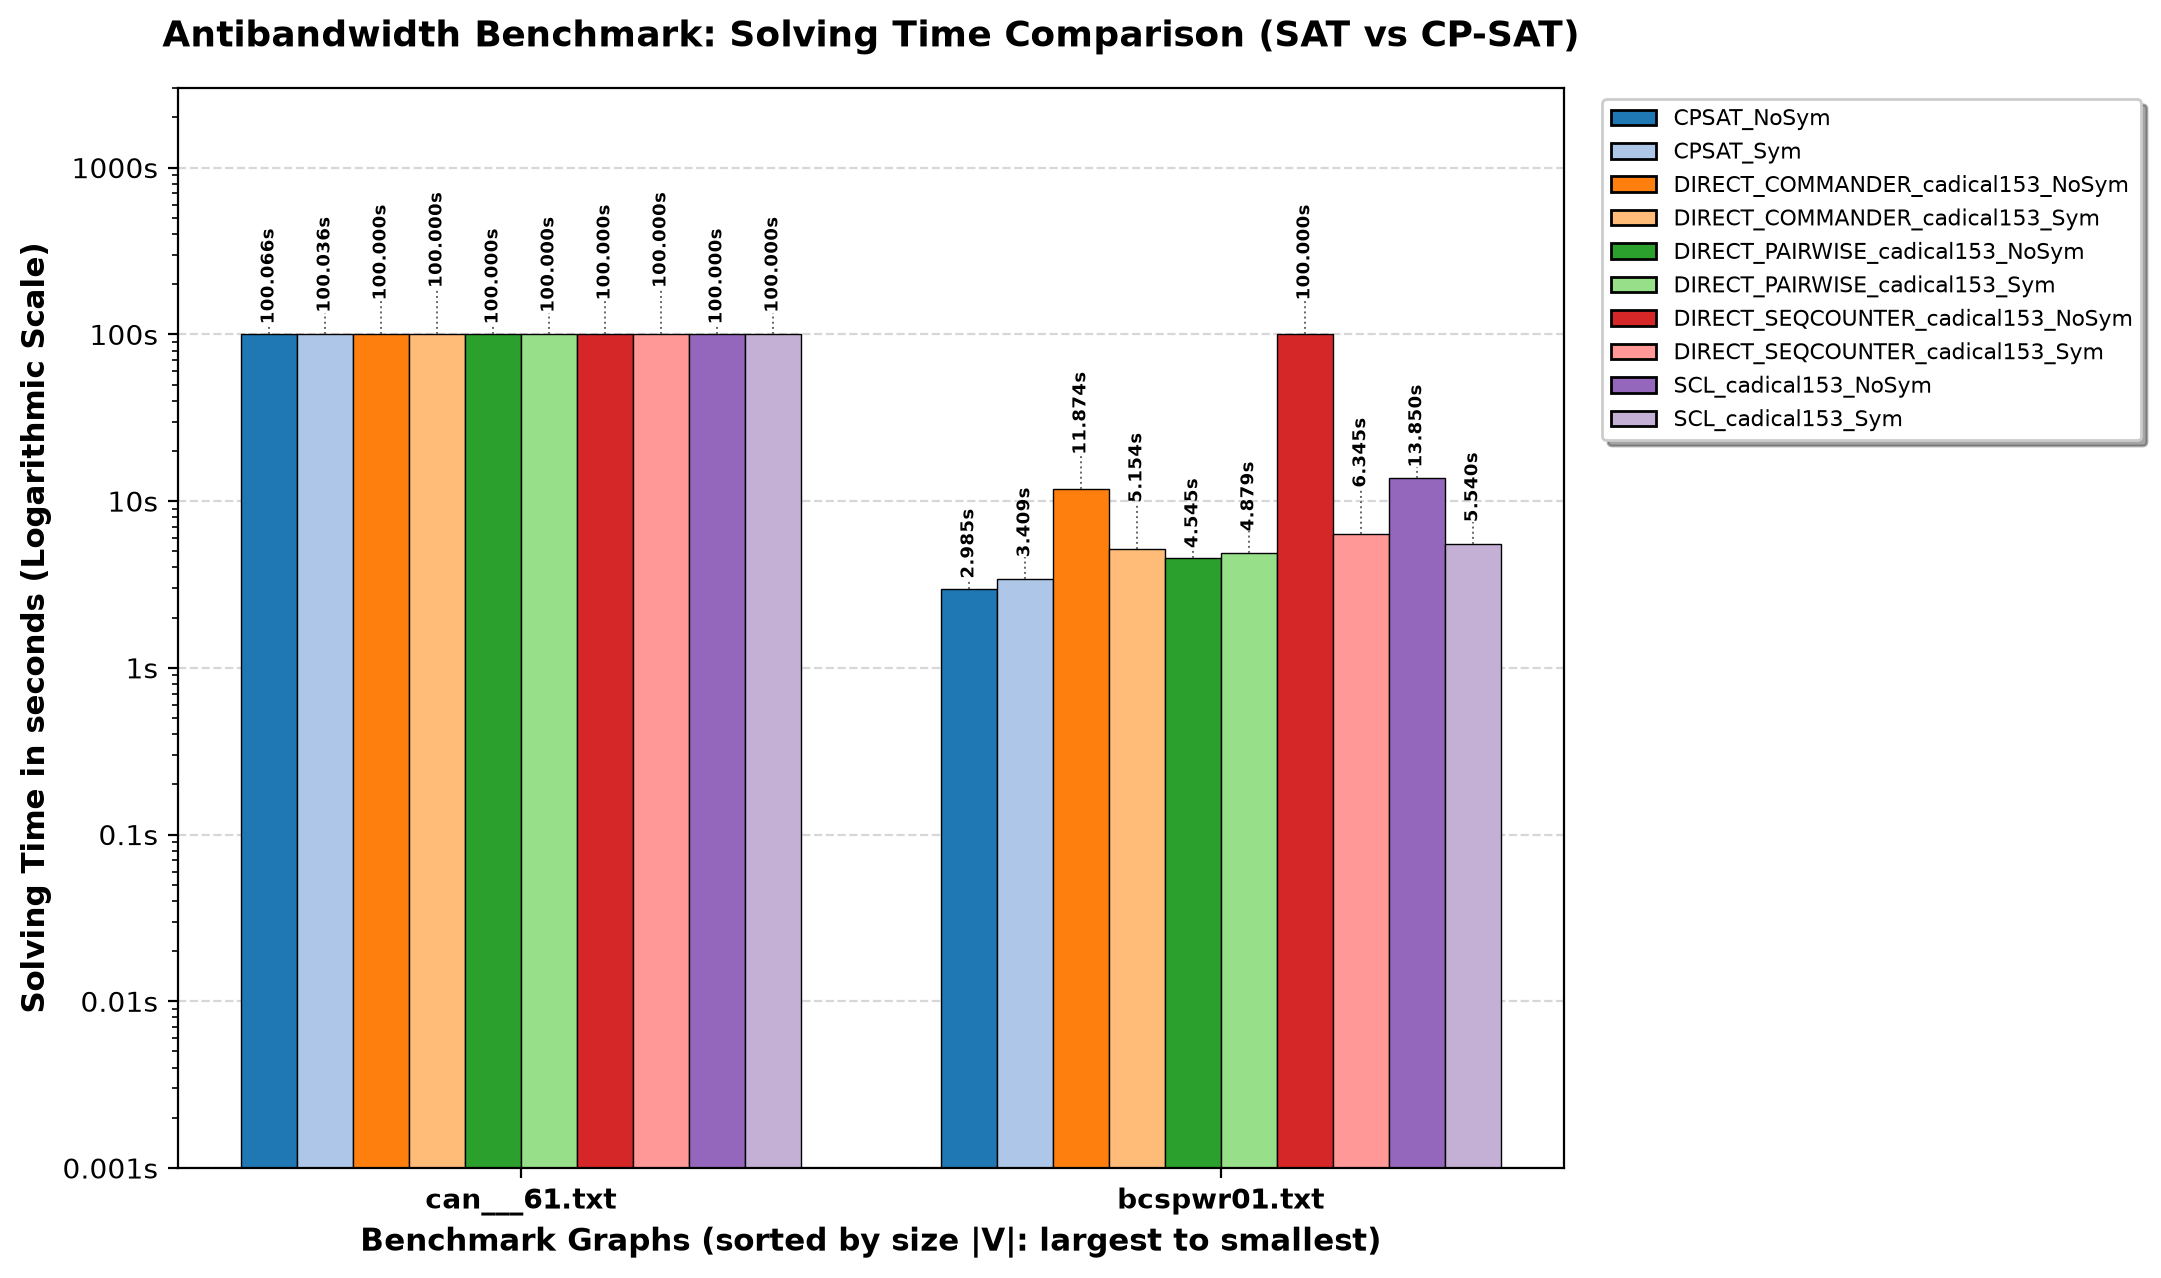 Antibandwidth Benchmark: Solving Time Comparison (SAT vs CP-SAT)
Solving Time in seconds (Logarithmic Scale)
1000s
100s
10s
1s
0.1s
0.01s
0.001s
100.066s
100.036s
100.000s
100.000s
100.000s
100.000s
100.000s
100.000s
100.000s
100.000s
2.985s
3.409s
11.874s
5.154s
4.545s
4.879s
100.000s
6.345s
13.850s
5.540s
can___61.txt
bcspwr01.txt
Benchmark Graphs (sorted by size |V|: largest to smallest)
CPSAT_NoSym
CPSAT_Sym
DIRECT_COMMANDER_cadical153_NoSym
DIRECT_COMMANDER_cadical153_Sym
DIRECT_PAIRWISE_cadical153_NoSym
DIRECT_PAIRWISE_cadical153_Sym
DIRECT_SEQCOUNTER_cadical153_NoSym
DIRECT_SEQCOUNTER_cadical153_Sym
SCL_cadical153_NoSym
SCL_cadical153_Sym